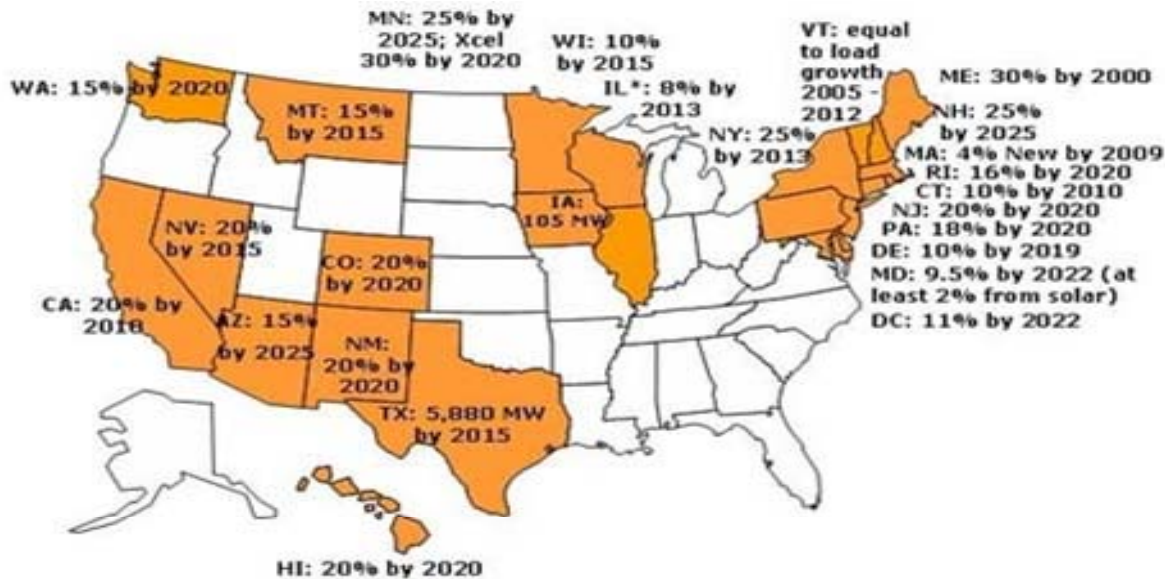 MN: 25% by
2025; Xcel
30% by 2020
WI: 10%
by 2015
IL*: 8% by
2013
VT: equal
to load
growth
2005 -
2012
ME: 30% by 2000
WA: 15% by 2020
MT: 15%
by 2015
NY: 25%
by 2013
NH: 25%
by 2025
MA: 4% New by 2009
RI: 16% by 2020
CT: 10% by 2010
NJ: 20% by 2020
PA: 18% by 2020
DE: 10% by 2019
MD: 9.5% by 2022 (at
least 2% from solar)
DC: 11% by 2022
IA:
105 MW
NV: 20%
by 2015
CO: 20%
by 2020
CA: 20% by
2010
AZ: 15%
by 2025
NM:
20% by
2020
TX: 5,880 MW
by 2015
HI: 20% by 2020